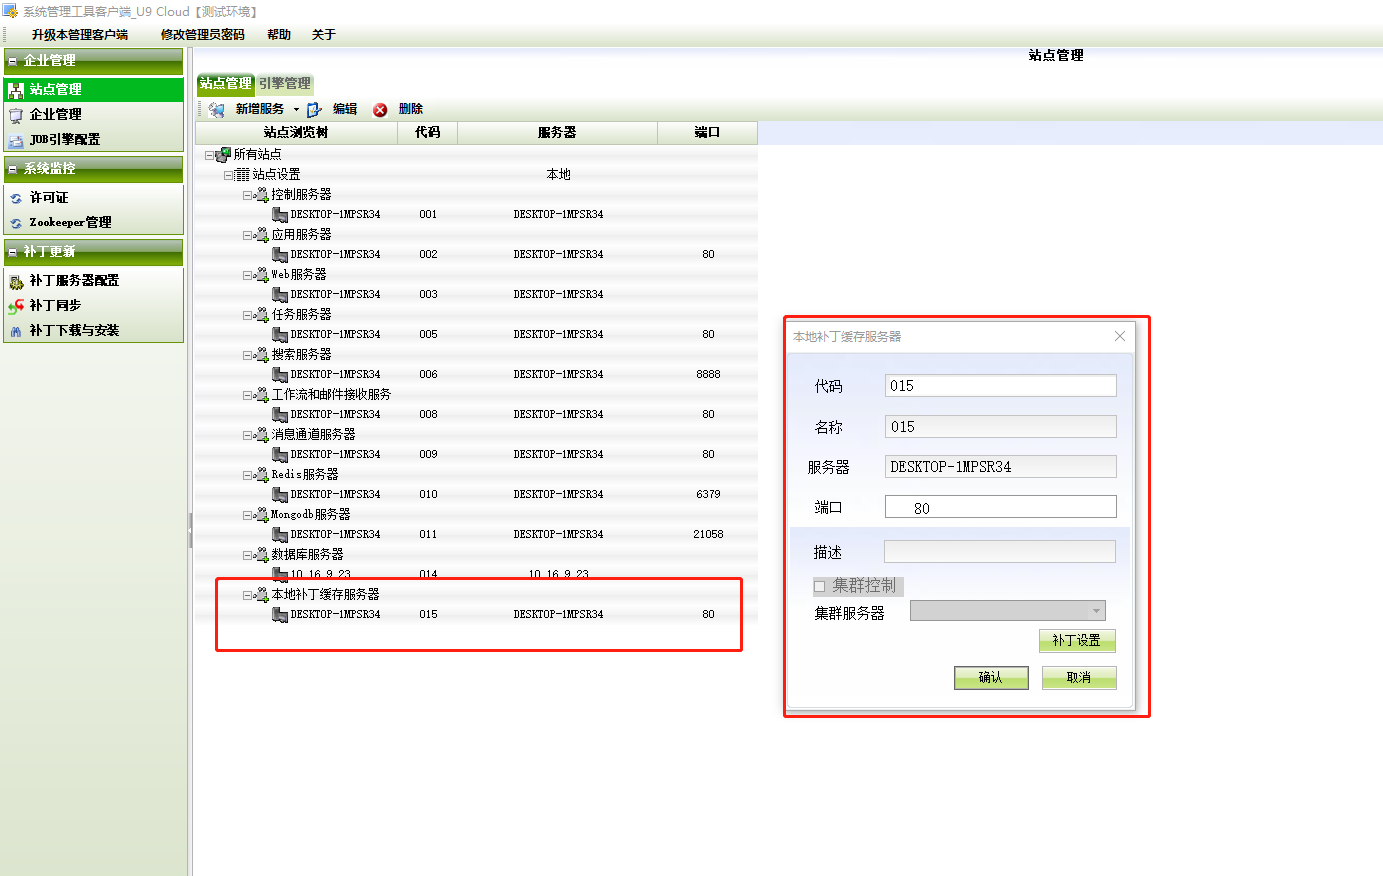 系统管理工具客户端_U9 Cloud【测试环境】
升级本管理客户端 修改管理员密码 帮助 关于
企业管理
站点管理
企业管理
JOB引擎配置
系统监控
许可证
Zookeeper管理
补丁更新
补丁服务器配置
补丁同步
补丁下载与安装
站点管理
站点管理 引擎管理
新增服务 编辑 删除
站点浏览树 代码 服务器 端口
所有站点
站点设置 本地
控制服务器
DESKTOP-1MPSR34 001 DESKTOP-1MPSR34
应用服务器
DESKTOP-1MPSR34 002 DESKTOP-1MPSR34 80
Web服务器
DESKTOP-1MPSR34 003 DESKTOP-1MPSR34
任务服务器
DESKTOP-1MPSR34 005 DESKTOP-1MPSR34 80
搜索服务器
DESKTOP-1MPSR34 006 DESKTOP-1MPSR34 8888
工作流和邮件接收服务
DESKTOP-1MPSR34 008 DESKTOP-1MPSR34 80
消息通道服务器
DESKTOP-1MPSR34 009 DESKTOP-1MPSR34 80
Redis服务器
DESKTOP-1MPSR34 010 DESKTOP-1MPSR34 6379
Mongodb服务器
DESKTOP-1MPSR34 011 DESKTOP-1MPSR34 21058
数据库服务器
10.16.9.23 014 10.16.9.23
本地补丁缓存服务器
DESKTOP-1MPSR34 015 DESKTOP-1MPSR34 80
本地补丁缓存服务器
代码 015
名称 015
服务器 DESKTOP-1MPSR34
端口 80
描述
集群控制
集群服务器
补丁设置
确认 取消